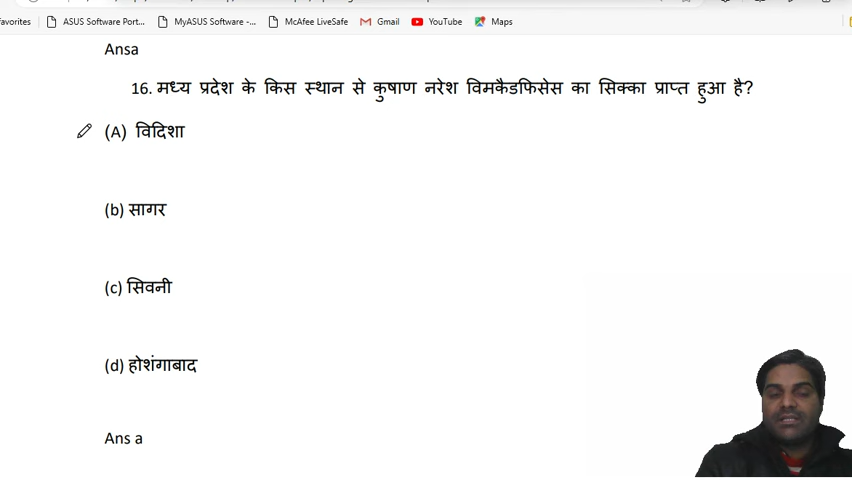 avorites ASUS Software Port... MyASUS Software -... McAfee LiveSafe Gmail YouTube Maps
Ansa
16. मध्य प्रदेश के किस स्थान से कुषाण नरेश विमकैडफिसेस का सिक्का प्राप्त हुआ है?
(A) विदिशा
(b) सागर
(c) सिवनी
(d) होशंगाबाद
Ans a